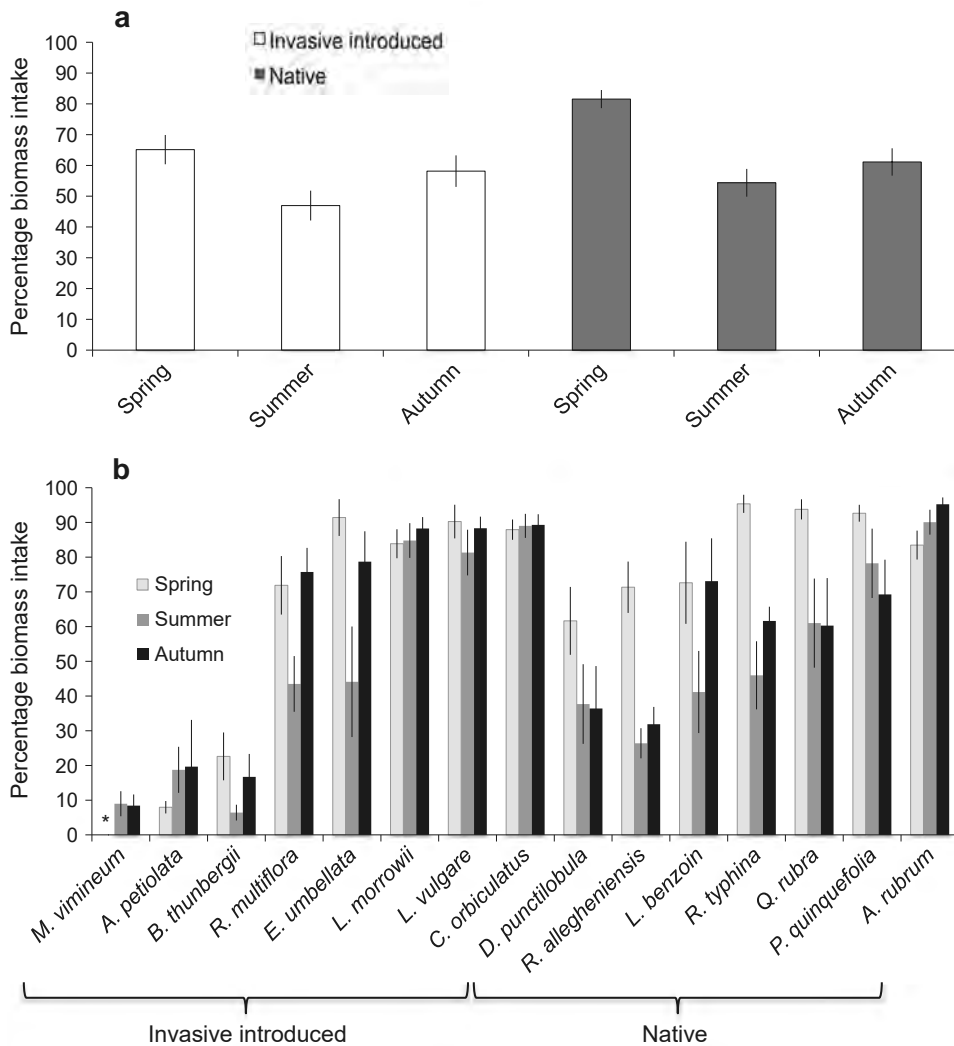 a
Invasive introduced
Native
Percentage biomass intake
100
90
80
70
60
50
40
30
20
10
0
Spring
Summer
Autumn
Spring
Summer
Autumn
b
Percentage biomass intake
100
90
80
70
60
50
40
30
20
10
0
Spring
Summer
Autumn
*
M. vimineum
A. petiolata
B. thunbergii
R. multiflora
E. umbellata
L. morrowii
L. vulgare
C. orbiculatus
D. punctilobula
R. allegheniensis
L. benzoin
R. typhina
Q. rubra
P. quinquefolia
A. rubrum
Invasive introduced
Native